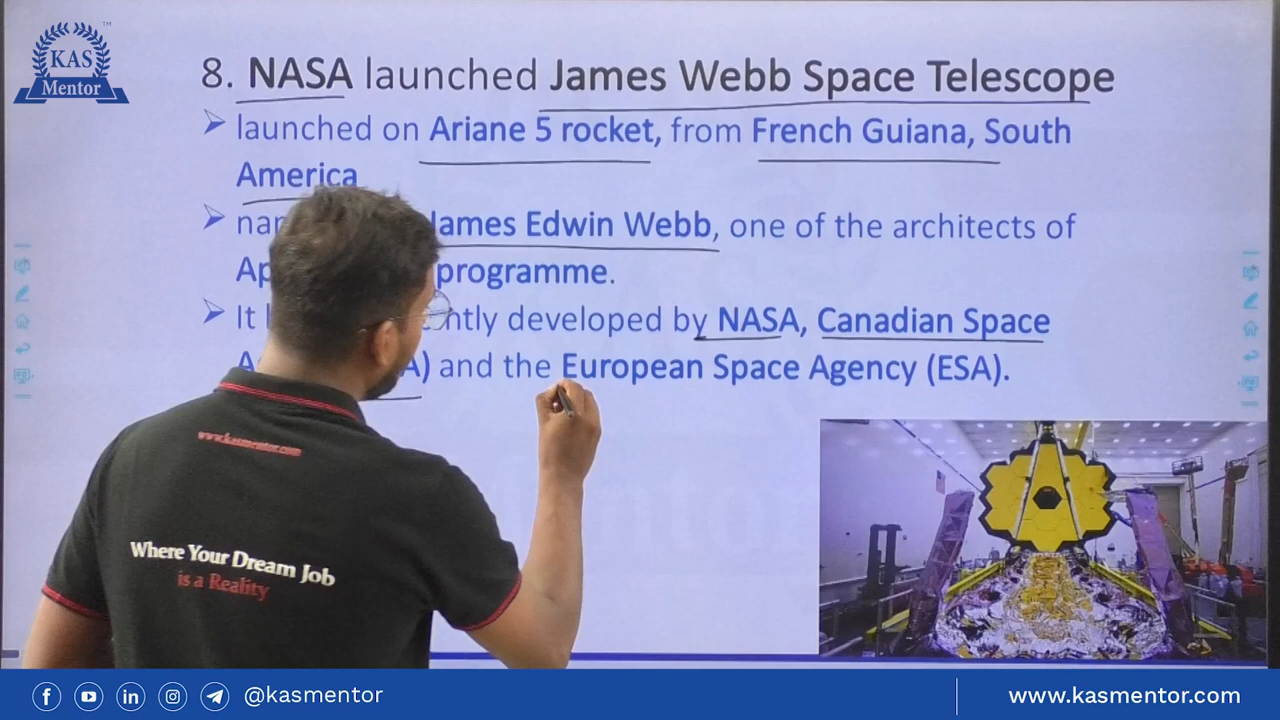 KAS
Mentor
TM
8. NASA launched James Webb Space Telescope
launched on Ariane 5 rocket, from French Guiana, South
America
James Edwin Webb, one of the architects of
programme.
It developed by NASA, Canadian Space
and the European Space Agency (ESA).
www.kasmentor.com
Where Your Dream Job
is a Reality
@kasmentor
www.kasmentor.com